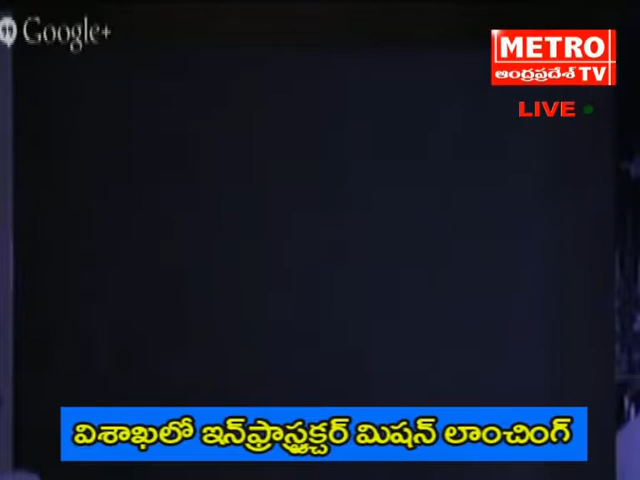 Google+
METRO
ఆంధ్రప్రదేశ్ TV
LIVE
విశాఖలో ఇన్‌ఫ్రాస్ట్రక్చర్ మిషన్ లాంచింగ్